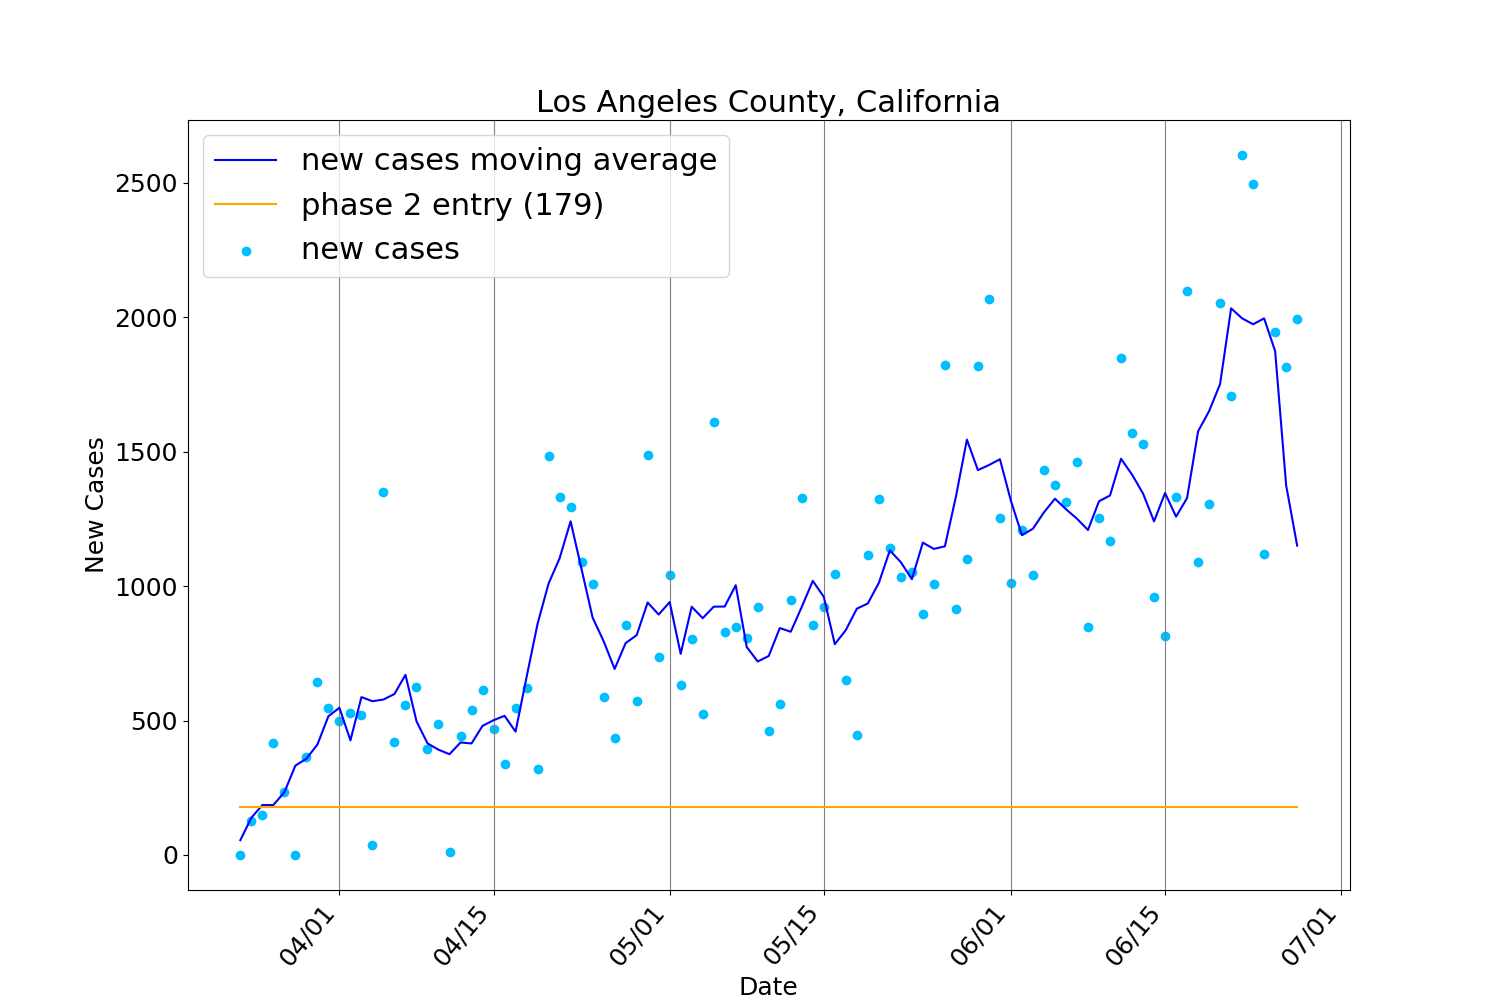 Los Angeles County, California
new cases moving average
phase 2 entry (179)
new cases
2500
2000
1500
1000
500
0
New Cases
04/01
04/15
05/01
05/15
06/01
06/15
07/01
Date